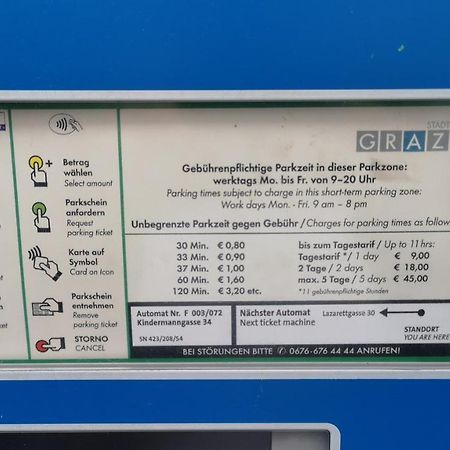 STADT
GRAZ
Betrag
wählen
Select amount
Parkschein
anfordern
Request
parking ticket
Karte auf
Symbol
Card on Icon
Parkschein
entnehmen
Remove
parking ticket
STORNO
CANCEL
Gebührenpflichtige Parkzeit in dieser Parkzone:
werktags Mo. bis Fr. von 9–20 Uhr
Parking times subject to charge in this short-term parking zone:
Work days Mon. - Fri. 9 am – 8 pm
Unbegrenzte Parkzeit gegen Gebühr / Charges for parking times as follow
30 Min. € 0,80
33 Min. € 0,90
37 Min. € 1,00
60 Min. € 1,60
120 Min. € 3,20 etc.
bis zum Tagestarif / Up to 11hrs:
Tagestarif */ 1 day € 9,00
2 Tage / 2 days € 18,00
max. 5 Tage / 5 days € 45,00
*11 gebührenpflichtige Stunden
Automat Nr. F 003/072
Kindermanngasse 34
SN 423/208/54
Nächster Automat Lazarettgasse 30
Next ticket machine
STANDORT
YOU ARE HERE
BEI STÖRUNGEN BITTE ✆ 0676-676 44 44 ANRUFEN!